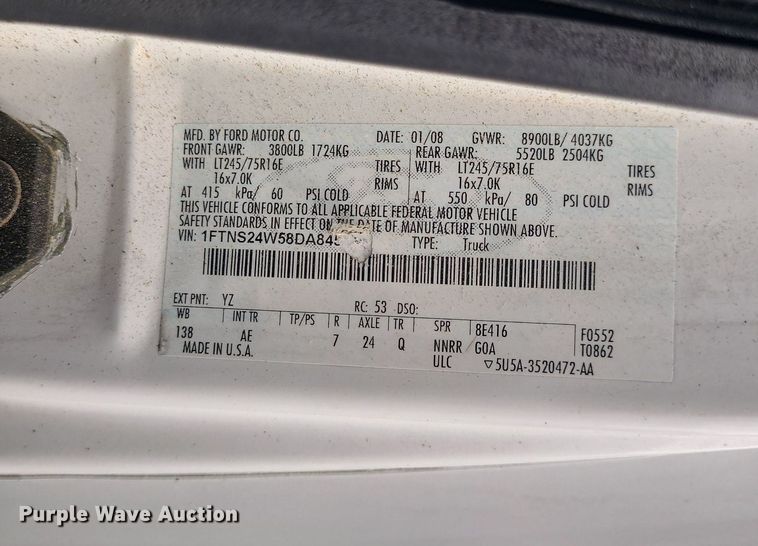 MFD. BY FORD MOTOR CO. DATE: 01/08 GVWR: 8900LB/ 4037KG
FRONT GAWR: 3800LB 1724KG REAR GAWR: 5520LB 2504KG
WITH LT245/75R16E TIRES WITH LT245/75R16E TIRES
16x7.0K RIMS 16x7.0K RIMS
AT 415 kPa/ 60 PSI COLD AT 550 kPa/ 80 PSI COLD
THIS VEHICLE CONFORMS TO ALL APPLICABLE FEDERAL MOTOR VEHICLE
SAFETY STANDARDS IN EFFECT ON THE DATE OF MANUFACTURE SHOWN ABOVE.
VIN: 1FTNS24W58DA845 TYPE: Truck
EXT PNT: YZ RC: 53 DSO:
WB INT TR TP/PS R AXLE TR SPR 8E416 F0552
138 AE 7 24 Q NNRR GOA T0862
MADE IN U.S.A. ULC ▽5U5A-3520472-AA
Purple Wave Auction